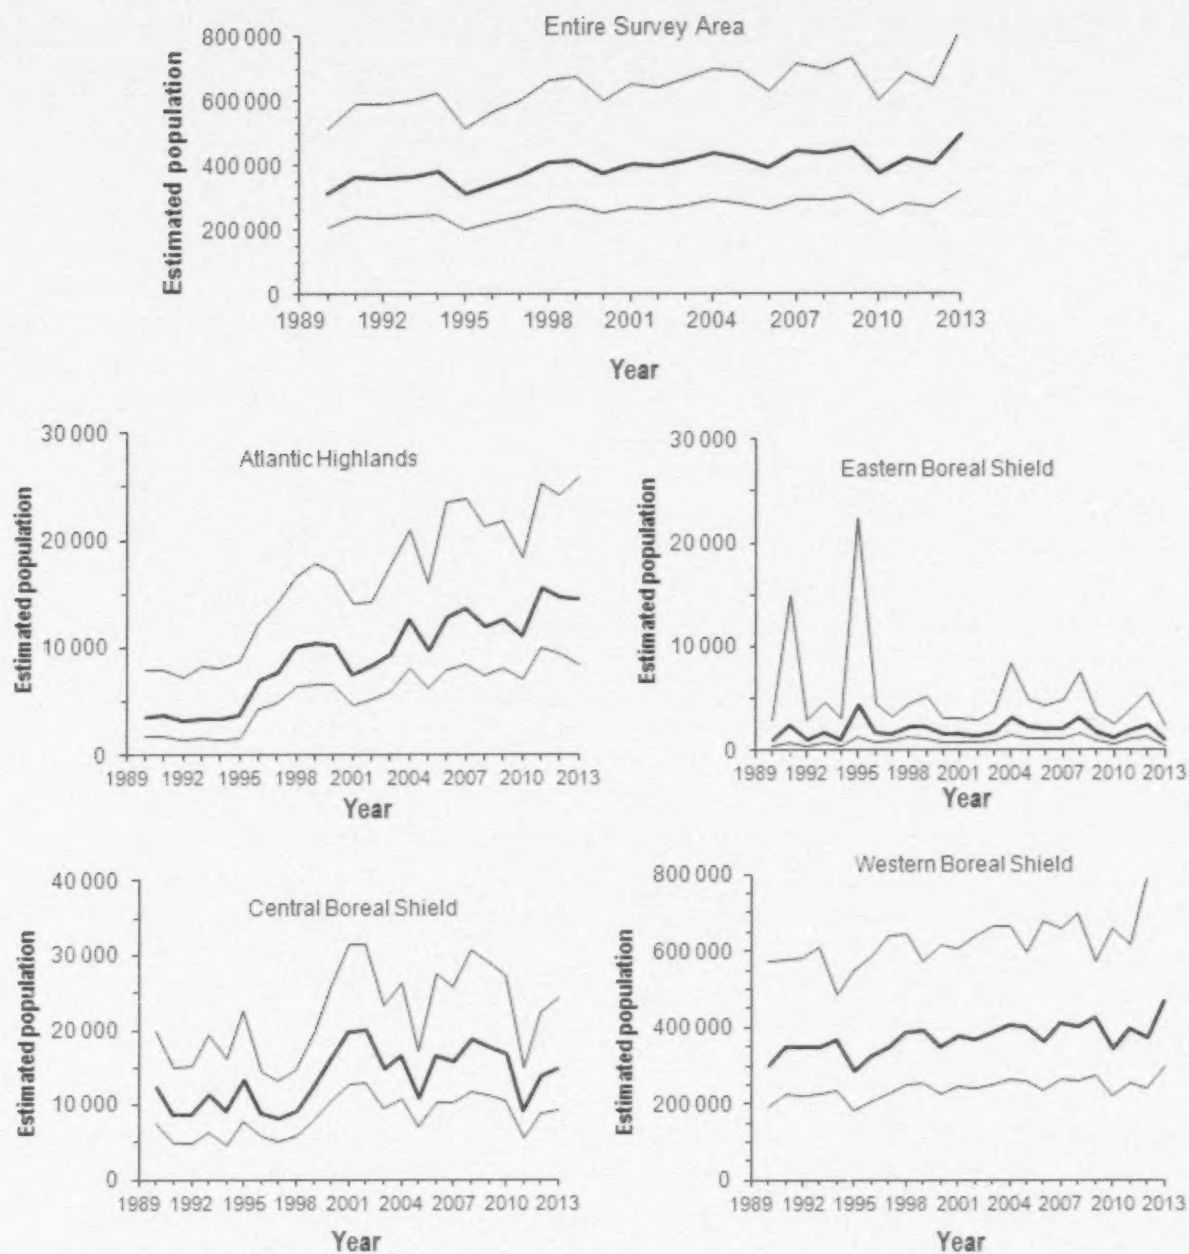 Entire Survey Area
Estimated population
800 000
600 000
400 000
200 000
0
1989 1992 1995 1998 2001 2004 2007 2010 2013
Year
Atlantic Highlands
Estimated population
30 000
20 000
10 000
0
1989 1992 1995 1998 2001 2004 2007 2010 2013
Year
Eastern Boreal Shield
Estimated population
30 000
20 000
10 000
0
1989 1992 1995 1998 2001 2004 2007 2010 2013
Year
Central Boreal Shield
Estimated population
40 000
30 000
20 000
10 000
0
1989 1992 1995 1998 2001 2004 2007 2010 2013
Year
Western Boreal Shield
Estimated population
800 000
600 000
400 000
200 000
0
1989 1992 1995 1998 2001 2004 2007 2010 2013
Year